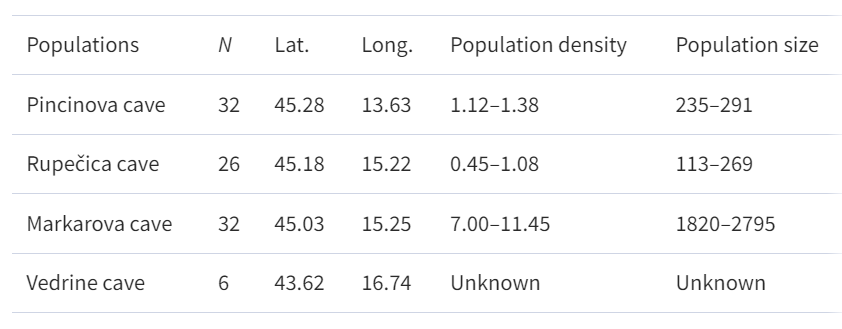 Populations N Lat. Long. Population density Population size
Pincinova cave 32 45.28 13.63 1.12–1.38 235–291
Rupečica cave 26 45.18 15.22 0.45–1.08 113–269
Markarova cave 32 45.03 15.25 7.00–11.45 1820–2795
Vedrine cave 6 43.62 16.74 Unknown Unknown